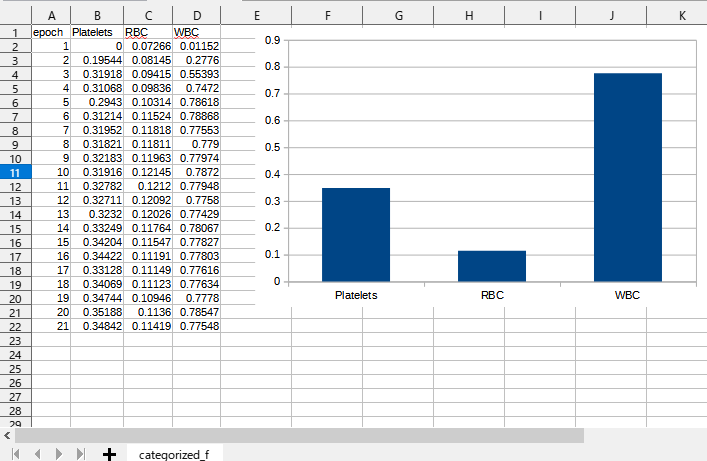 A B C D E F G H I J K
1 epoch Platelets RBC WBC
2 1 0 0.07266 0.01152
3 2 0.19544 0.08145 0.2776
4 3 0.31918 0.09415 0.55393
5 4 0.31068 0.09836 0.7472
6 5 0.2943 0.10314 0.78618
7 6 0.31214 0.11524 0.78868
8 7 0.31952 0.11818 0.77553
9 8 0.31821 0.11811 0.779
10 9 0.32183 0.11963 0.77974
11 10 0.31916 0.12145 0.7872
12 11 0.32782 0.1212 0.77948
13 12 0.32711 0.12092 0.7758
14 13 0.3232 0.12026 0.77429
15 14 0.33249 0.11764 0.78067
16 15 0.34204 0.11547 0.77827
17 16 0.34422 0.11191 0.77803
18 17 0.33128 0.11149 0.77616
19 18 0.34069 0.11123 0.77634
20 19 0.34744 0.10946 0.7778
21 20 0.35188 0.1136 0.78547
22 21 0.34842 0.11419 0.77548
23
24
25
26
27
28
29
0.9
0.8
0.7
0.6
0.5
0.4
0.3
0.2
0.1
0
Platelets RBC WBC
categorized_f